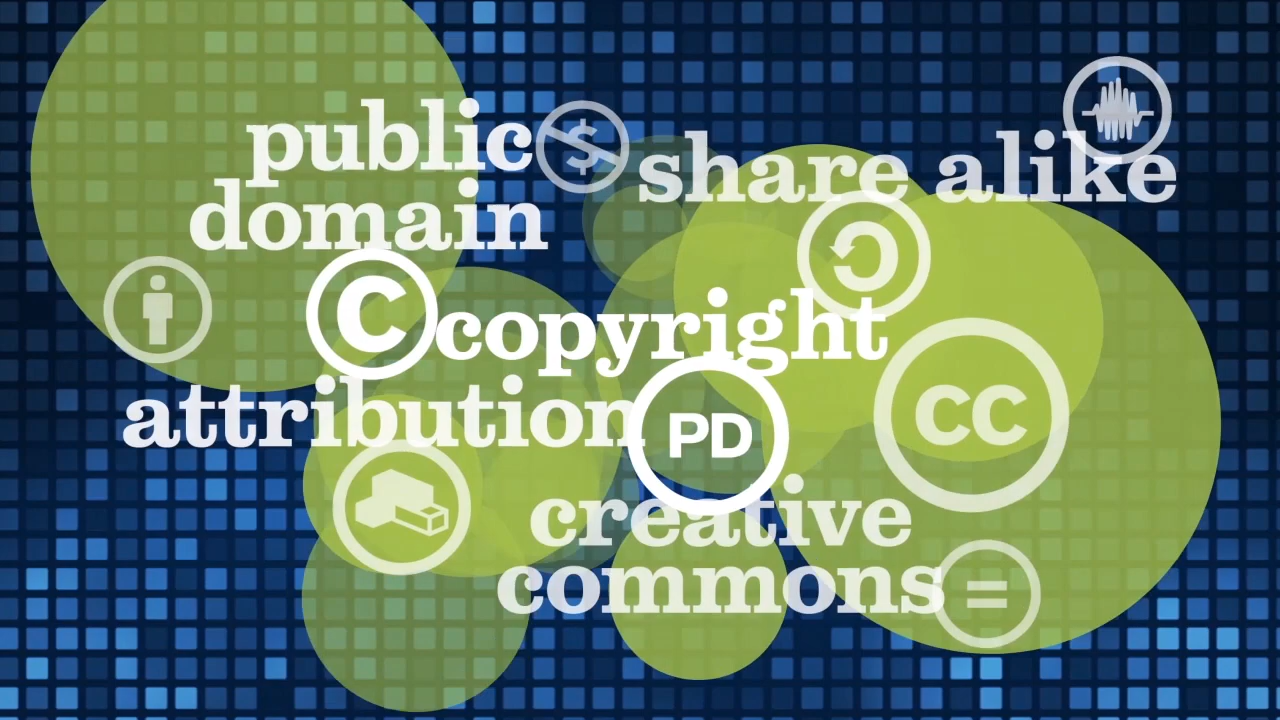 public
domain
$
share alike
C
copyright
attribution
PD
CC
creative
commons
=